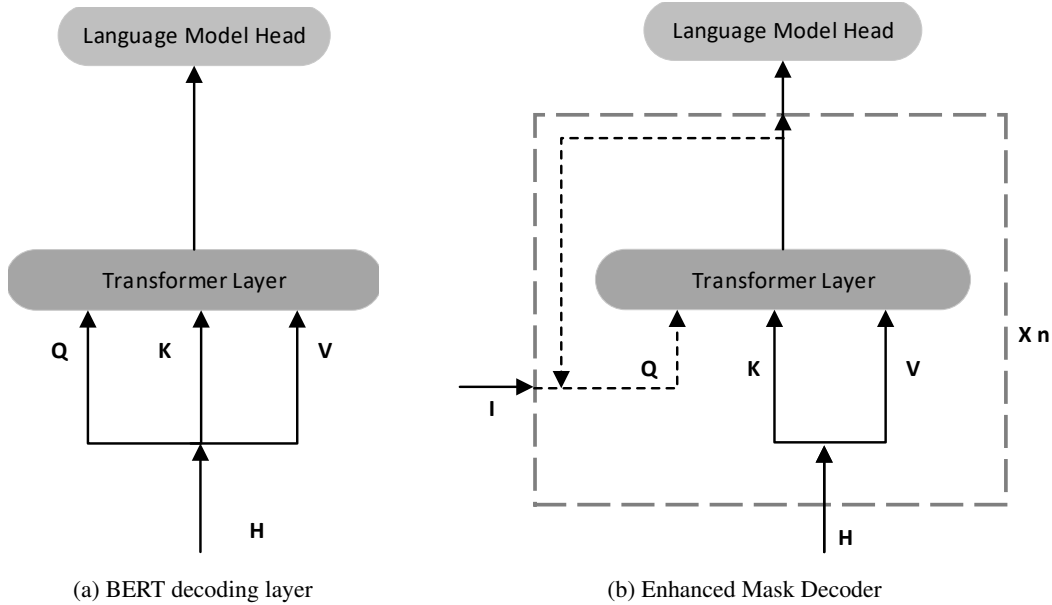 Language Model Head
Transformer Layer
Q
K
V
H
(a) BERT decoding layer
Language Model Head
Transformer Layer
X n
Q
K
V
I
H
(b) Enhanced Mask Decoder